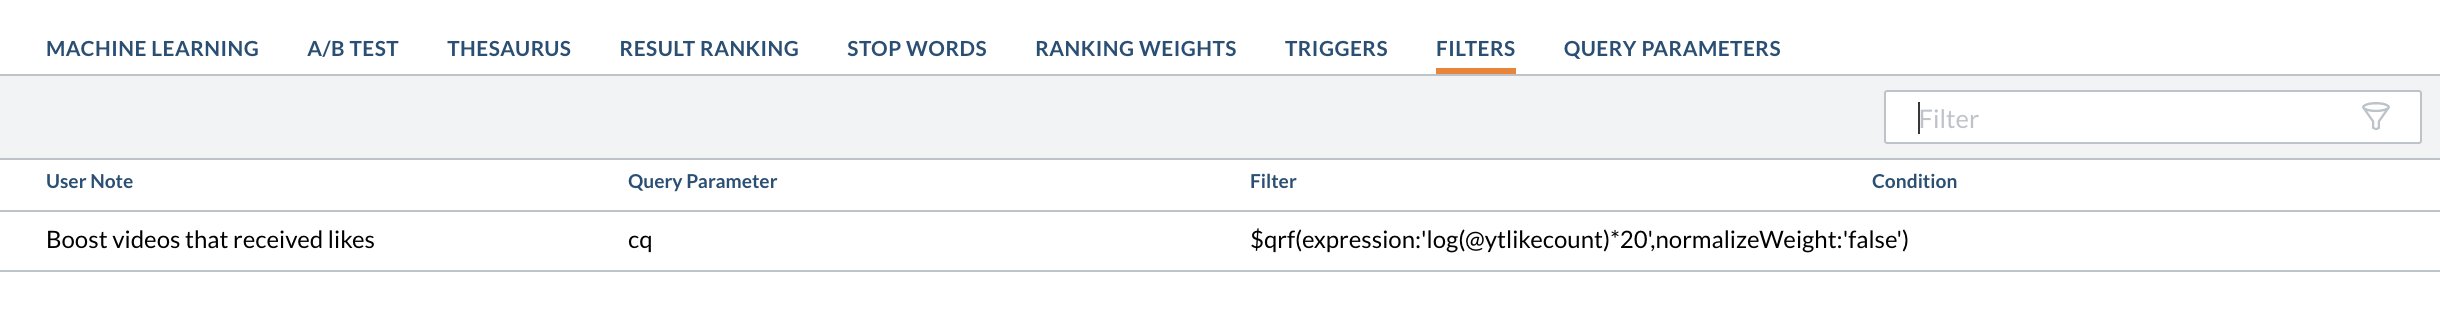 MACHINE LEARNING A/B TEST THESAURUS RESULT RANKING STOP WORDS RANKING WEIGHTS TRIGGERS FILTERS QUERY PARAMETERS
Filter
User Note Query Parameter Filter Condition
Boost videos that received likes cq $qrf(expression:'log(@ytlikecount)*20',normalizeWeight:'false')